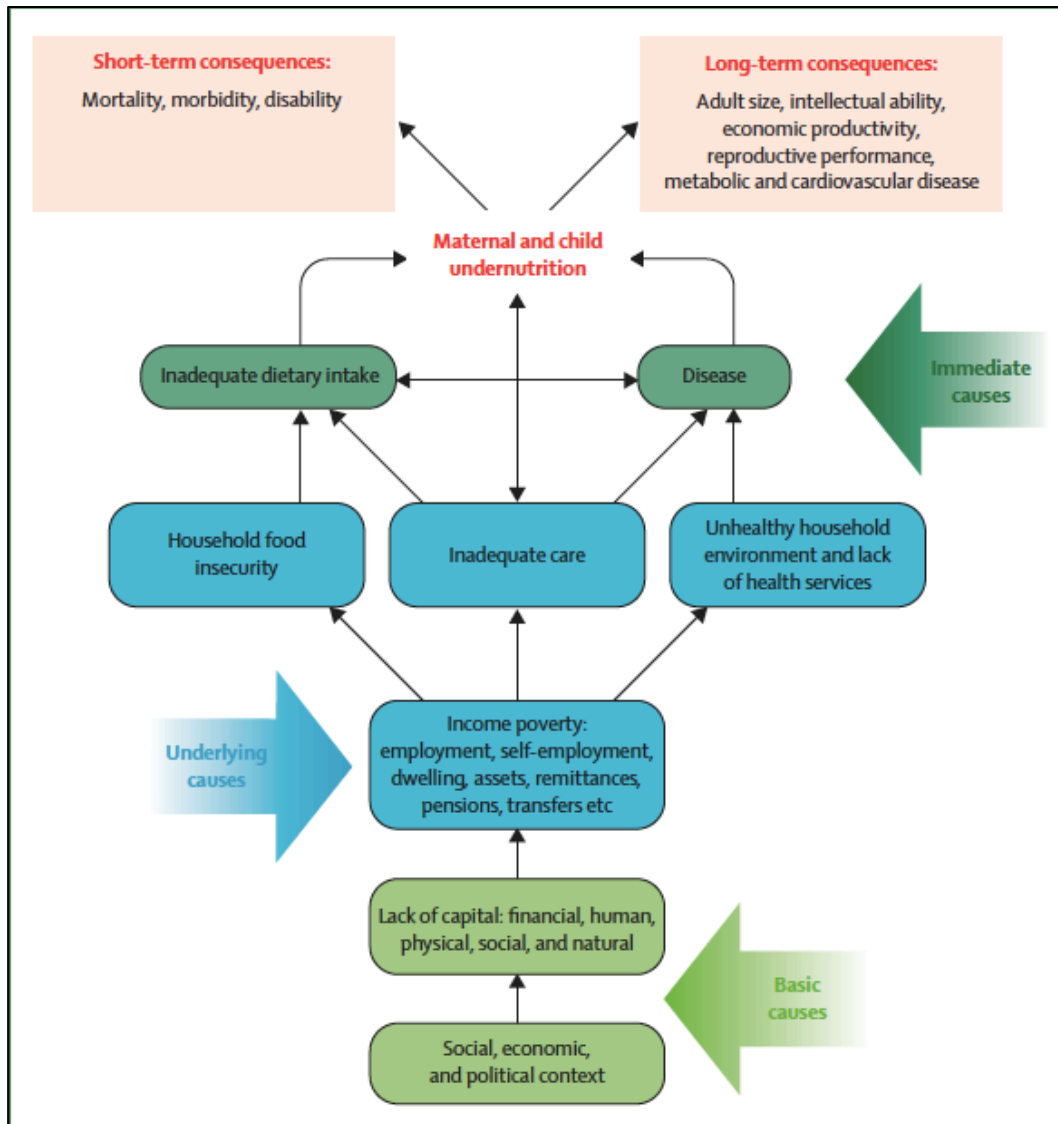 Short-term consequences:
Mortality, morbidity, disability
Long-term consequences:
Adult size, intellectual ability,
economic productivity,
reproductive performance,
metabolic and cardiovascular disease
Maternal and child
undernutrition
Inadequate dietary intake
Disease
Immediate
causes
Household food
insecurity
Inadequate care
Unhealthy household
environment and lack
of health services
Underlying
causes
Income poverty:
employment, self-employment,
dwelling, assets, remittances,
pensions, transfers etc
Lack of capital: financial, human,
physical, social, and natural
Basic
causes
Social, economic,
and political context